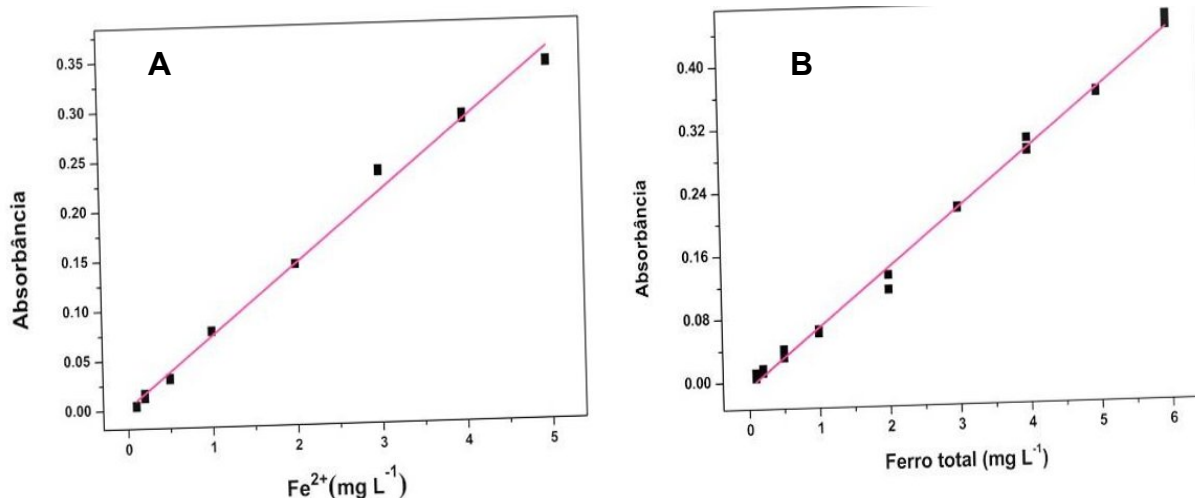 A
Absorbância
0.35
0.30
0.25
0.20
0.15
0.10
0.05
0.00
0 1 2 3 4 5
Fe²⁺(mg L⁻¹)
B
Absorbância
0.40
0.32
0.24
0.16
0.08
0.00
0 1 2 3 4 5 6
Ferro total (mg L⁻¹)